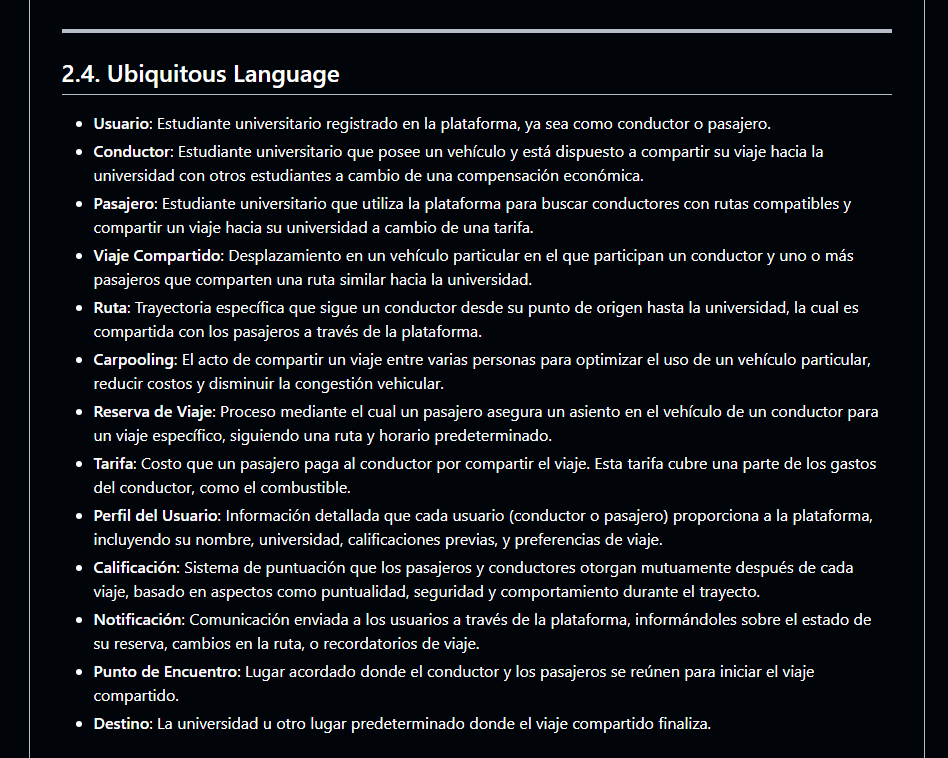 2.4. Ubiquitous Language
• Usuario: Estudiante universitario registrado en la plataforma, ya sea como conductor o pasajero.
• Conductor: Estudiante universitario que posee un vehículo y está dispuesto a compartir su viaje hacia la
universidad con otros estudiantes a cambio de una compensación económica.
• Pasajero: Estudiante universitario que utiliza la plataforma para buscar conductores con rutas compatibles y
compartir un viaje hacia su universidad a cambio de una tarifa.
• Viaje Compartido: Desplazamiento en un vehículo particular en el que participan un conductor y uno o más
pasajeros que comparten una ruta similar hacia la universidad.
• Ruta: Trayectoria específica que sigue un conductor desde su punto de origen hasta la universidad, la cual es
compartida con los pasajeros a través de la plataforma.
• Carpooling: El acto de compartir un viaje entre varias personas para optimizar el uso de un vehículo particular,
reducir costos y disminuir la congestión vehicular.
• Reserva de Viaje: Proceso mediante el cual un pasajero asegura un asiento en el vehículo de un conductor para
un viaje específico, siguiendo una ruta y horario predeterminado.
• Tarifa: Costo que un pasajero paga al conductor por compartir el viaje. Esta tarifa cubre una parte de los gastos
del conductor, como el combustible.
• Perfil del Usuario: Información detallada que cada usuario (conductor o pasajero) proporciona a la plataforma,
incluyendo su nombre, universidad, calificaciones previas, y preferencias de viaje.
• Calificación: Sistema de puntuación que los pasajeros y conductores otorgan mutuamente después de cada
viaje, basado en aspectos como puntualidad, seguridad y comportamiento durante el trayecto.
• Notificación: Comunicación enviada a los usuarios a través de la plataforma, informándoles sobre el estado de
su reserva, cambios en la ruta, o recordatorios de viaje.
• Punto de Encuentro: Lugar acordado donde el conductor y los pasajeros se reúnen para iniciar el viaje
compartido.
• Destino: La universidad u otro lugar predeterminado donde el viaje compartido finaliza.